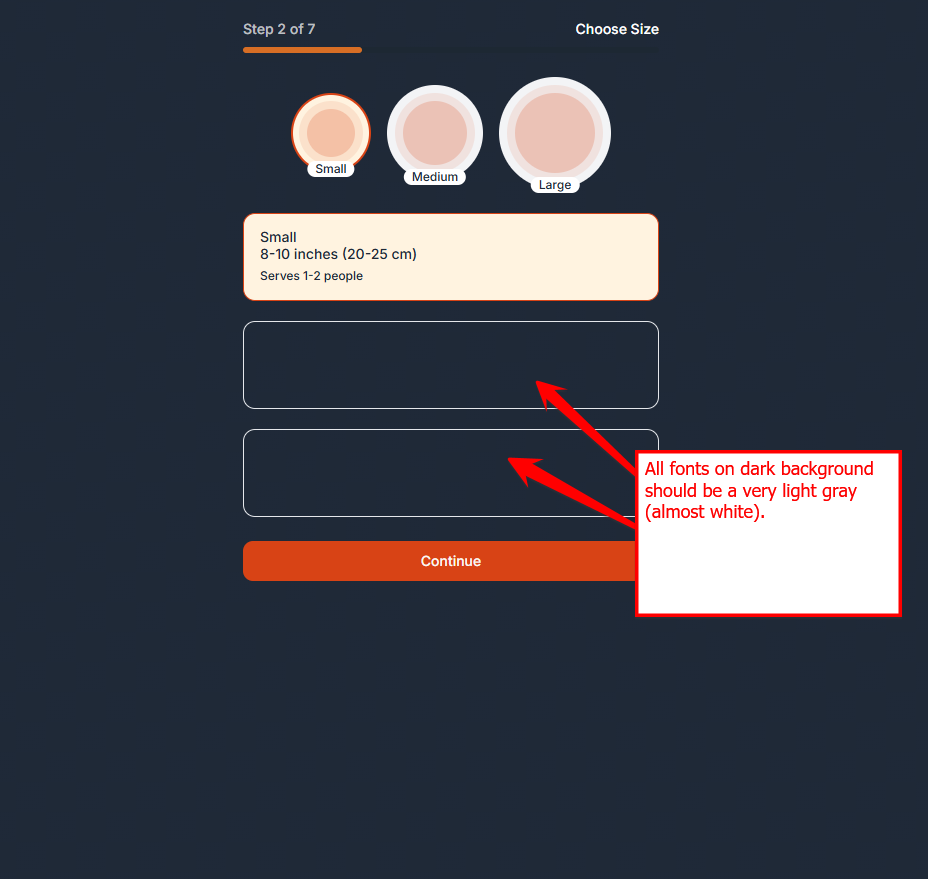 Step 2 of 7
Choose Size
Small
Medium
Large
Small
8-10 inches (20-25 cm)
Serves 1-2 people
All fonts on dark background
should be a very light gray
(almost white).
Continue